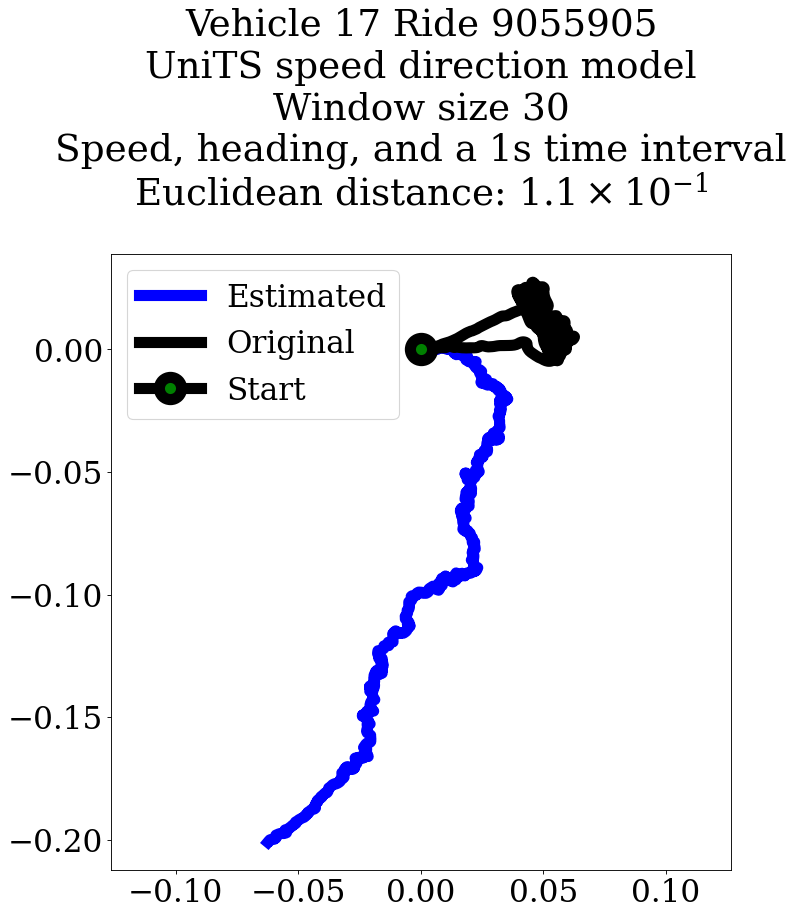 Vehicle 17 Ride 9055905
UniTS speed direction model
Window size 30
Speed, heading, and a 1s time interval
Euclidean distance: 1.1 × 10⁻¹
Estimated
Original
Start
0.00
−0.05
−0.10
−0.15
−0.20
−0.10 −0.05 0.00 0.05 0.10